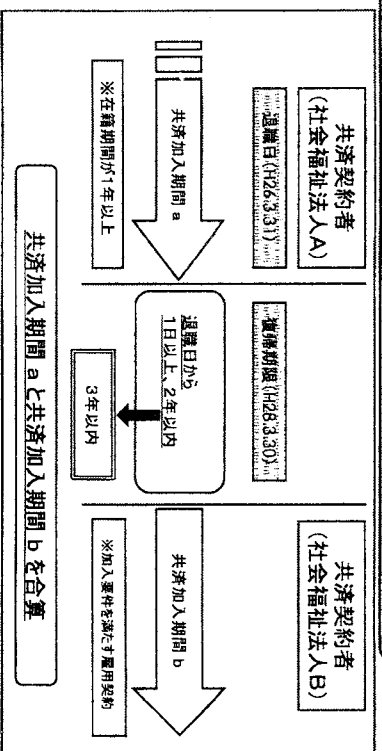 共済契約者
(社会福祉法人A)
共済契約者
(社会福祉法人B)
退職日(H26.3.31)
復帰期限(H28.3.30)
共済加入期間 a
退職日から
1日以上、2年以内
共済加入期間 b
※在籍期間が1年以上
3年以内
※加入要件を満たす雇用契約
共済加入期間 a と共済加入期間 b を合算